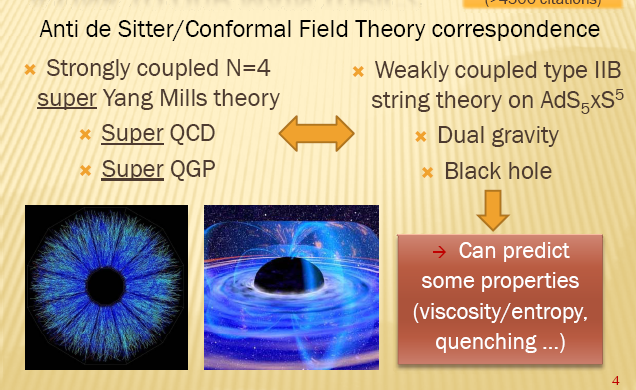 (>4500 citations)
Anti de Sitter/Conformal Field Theory correspondence
Strongly coupled N=4
super Yang Mills theory
Super QCD
Super QGP
Weakly coupled type IIB
string theory on AdS₅xS⁵
Dual gravity
Black hole
→ Can predict
some properties
(viscosity/entropy,
quenching ...)
4